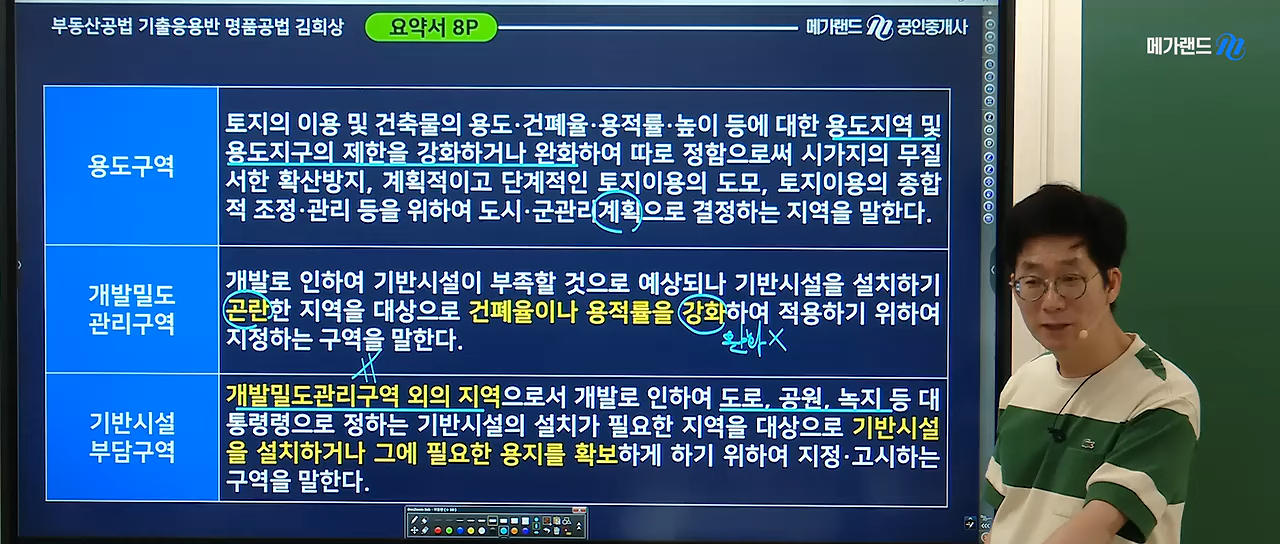 부동산공법 기출응용반 명품공법 김희상
요약서 8P
메가랜드 공인중개사
메가랜드
용도구역
토지의 이용 및 건축물의 용도·건폐율·용적률·높이 등에 대한 용도지역 및
용도지구의 제한을 강화하거나 완화하여 따로 정함으로써 시가지의 무질
서한 확산방지, 계획적이고 단계적인 토지이용의 도모, 토지이용의 종합
적 조정·관리 등을 위하여 도시·군관리계획으로 결정하는 지역을 말한다.
개발밀도
관리구역
개발로 인하여 기반시설이 부족할 것으로 예상되나 기반시설을 설치하기
곤란한 지역을 대상으로 건폐율이나 용적률을 강화하여 적용하기 위하여
지정하는 구역을 말한다.
완화 X
기반시설
부담구역
개발밀도관리구역 외의 지역으로서 개발로 인하여 도로, 공원, 녹지 등 대
통령령으로 정하는 기반시설의 설치가 필요한 지역을 대상으로 기반시설
을 설치하거나 그에 필요한 용지를 확보하게 하기 위하여 지정·고시하는
구역을 말한다.